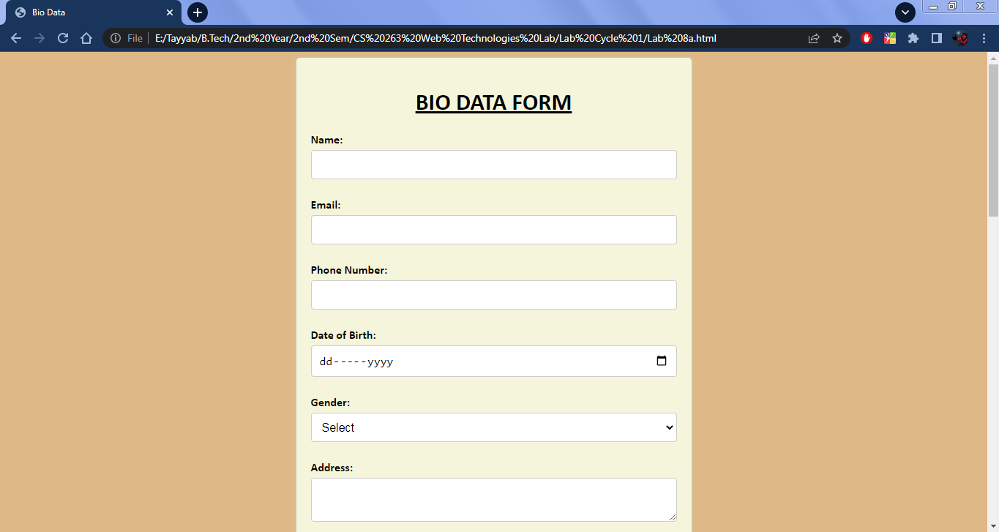 Bio Data
File
E:/Tayyab/B.Tech/2nd%20Year/2nd%20Sem/CS%20263%20Web%20Technologies%20Lab/Lab%20Cycle%201/Lab%208a.html
BIO DATA FORM
Name:
Email:
Phone Number:
Date of Birth:
dd-----yyyy
Gender:
Select
Address: